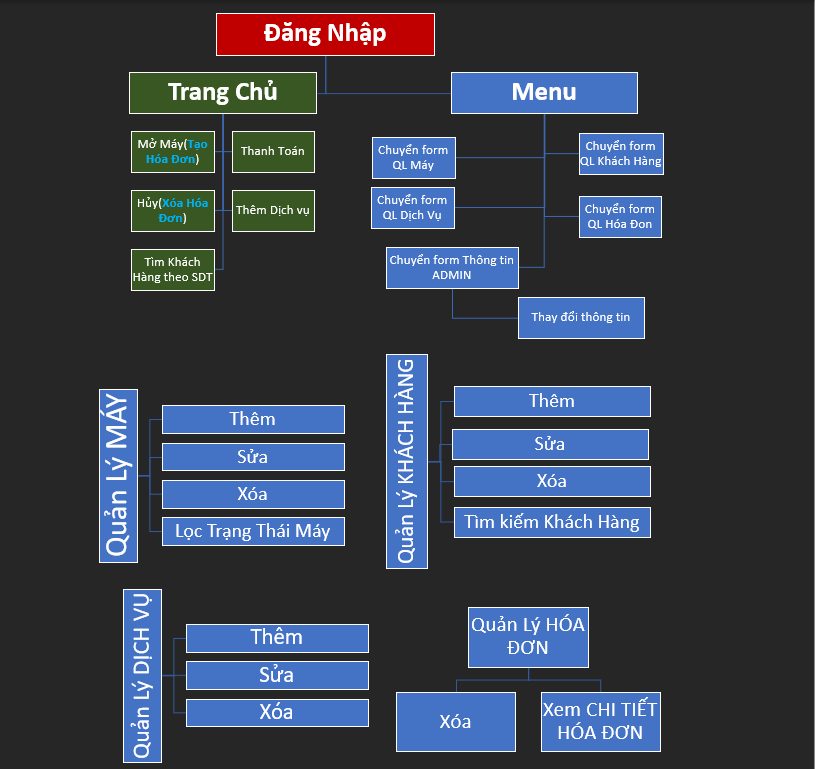 Đăng Nhập
Trang Chủ
Menu
Mở Máy(Tạo
Hóa Đơn)
Thanh Toán
Hủy(Xóa Hóa
Đơn)
Thêm Dịch vụ
Tìm Khách
Hàng theo SDT
Chuyển form
QL Máy
Chuyển form
QL Khách Hàng
Chuyển form
QL Dịch Vụ
Chuyển form
QL Hóa Đon
Chuyển form Thông tin
ADMIN
Thay đổi thông tin
Quản Lý MÁY
Thêm
Sửa
Xóa
Lọc Trạng Thái Máy
Quản Lý KHÁCH HÀNG
Thêm
Sửa
Xóa
Tìm kiếm Khách Hàng
Quản Lý DỊCH VỤ
Thêm
Sửa
Xóa
Quản Lý HÓA
ĐƠN
Xóa
Xem CHI TIẾT
HÓA ĐƠN